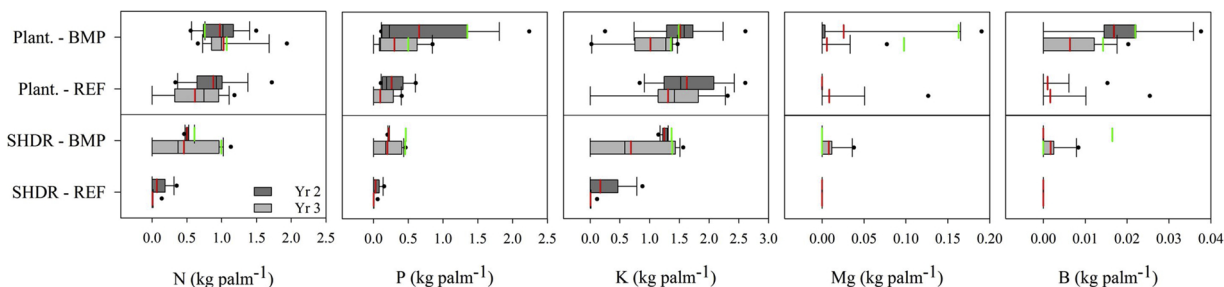 Plant. - BMP
Plant. - REF
SHDR - BMP
SHDR - REF
Yr 2
Yr 3
0.0 0.5 1.0 1.5 2.0 2.5
0.0 0.5 1.0 1.5 2.0 2.5
0.0 0.5 1.0 1.5 2.0 2.5 3.0
0.00 0.05 0.10 0.15 0.20
0.00 0.01 0.02 0.03 0.04
N (kg palm-1)
P (kg palm-1)
K (kg palm-1)
Mg (kg palm-1)
B (kg palm-1)